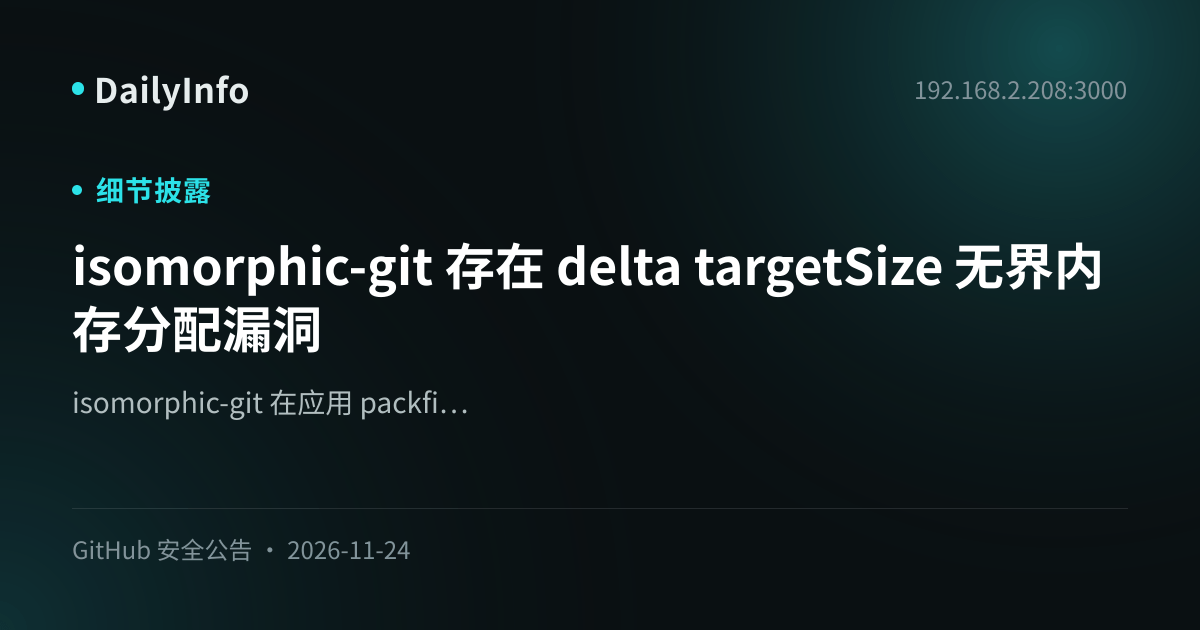 DailyInfo
192.168.2.208:3000
细节披露
isomorphic-git 存在 delta targetSize 无界内
存分配漏洞
isomorphic-git 在应用 packfi…
GitHub 安全公告 · 2026-11-24